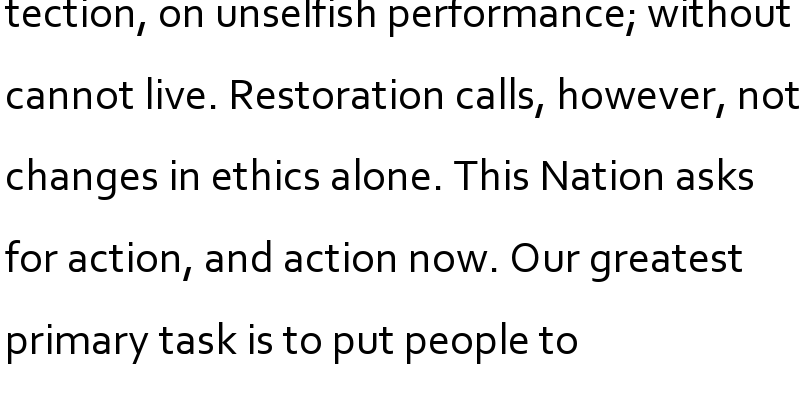 tection, on unselfish performance; without
cannot live. Restoration calls, however, not
changes in ethics alone. This Nation asks
for action, and action now. Our greatest
primary task is to put people to